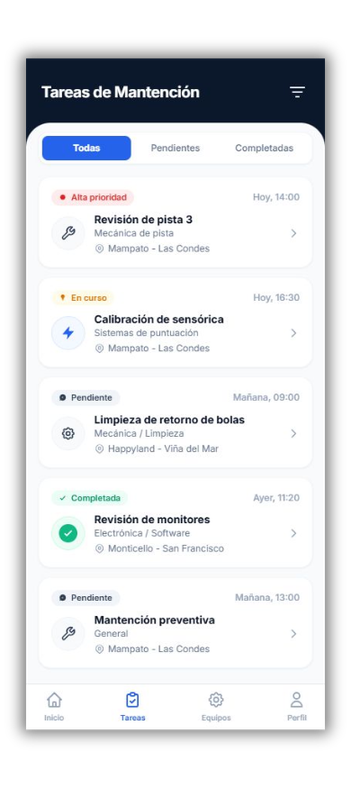 Tareas de Mantención
Todas Pendientes Completadas
Alta prioridad Hoy, 14:00
Revisión de pista 3
Mecánica de pista
Mampato - Las Condes
En curso Hoy, 16:30
Calibración de sensórica
Sistemas de puntuación
Mampato - Las Condes
Pendiente Mañana, 09:00
Limpieza de retorno de bolas
Mecánica / Limpieza
Happyland - Viña del Mar
Completada Ayer, 11:20
Revisión de monitores
Electrónica / Software
Monticello - San Francisco
Pendiente Mañana, 13:00
Mantención preventiva
General
Mampato - Las Condes
Inicio Tareas Equipos Perfil